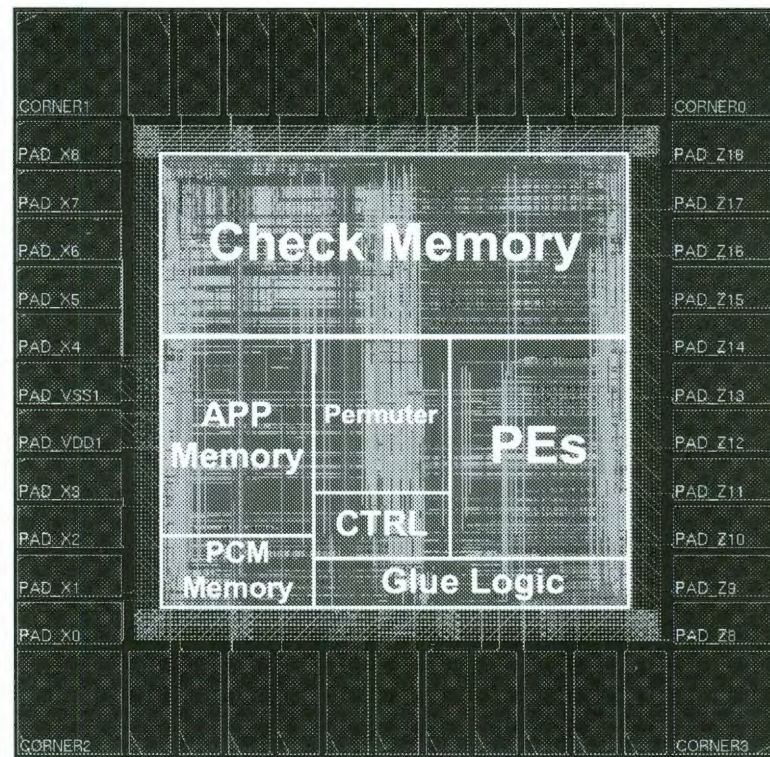 CORNER1
CORNER0
PAD_X8
PAD_X7
PAD_X6
PAD_X5
PAD_X4
PAD_VSS1
PAD_VDD1
PAD_X3
PAD_X2
PAD_X1
PAD_X0
Check Memory
APP
Memory
Permuter
PEs
CTRL
PCM
Memory
Glue Logic
PAD_Z18
PAD_Z17
PAD_Z16
PAD_Z15
PAD_Z14
PAD_Z13
PAD_Z12
PAD_Z11
PAD_Z10
PAD_Z9
PAD_Z8
CORNER2
CORNER3